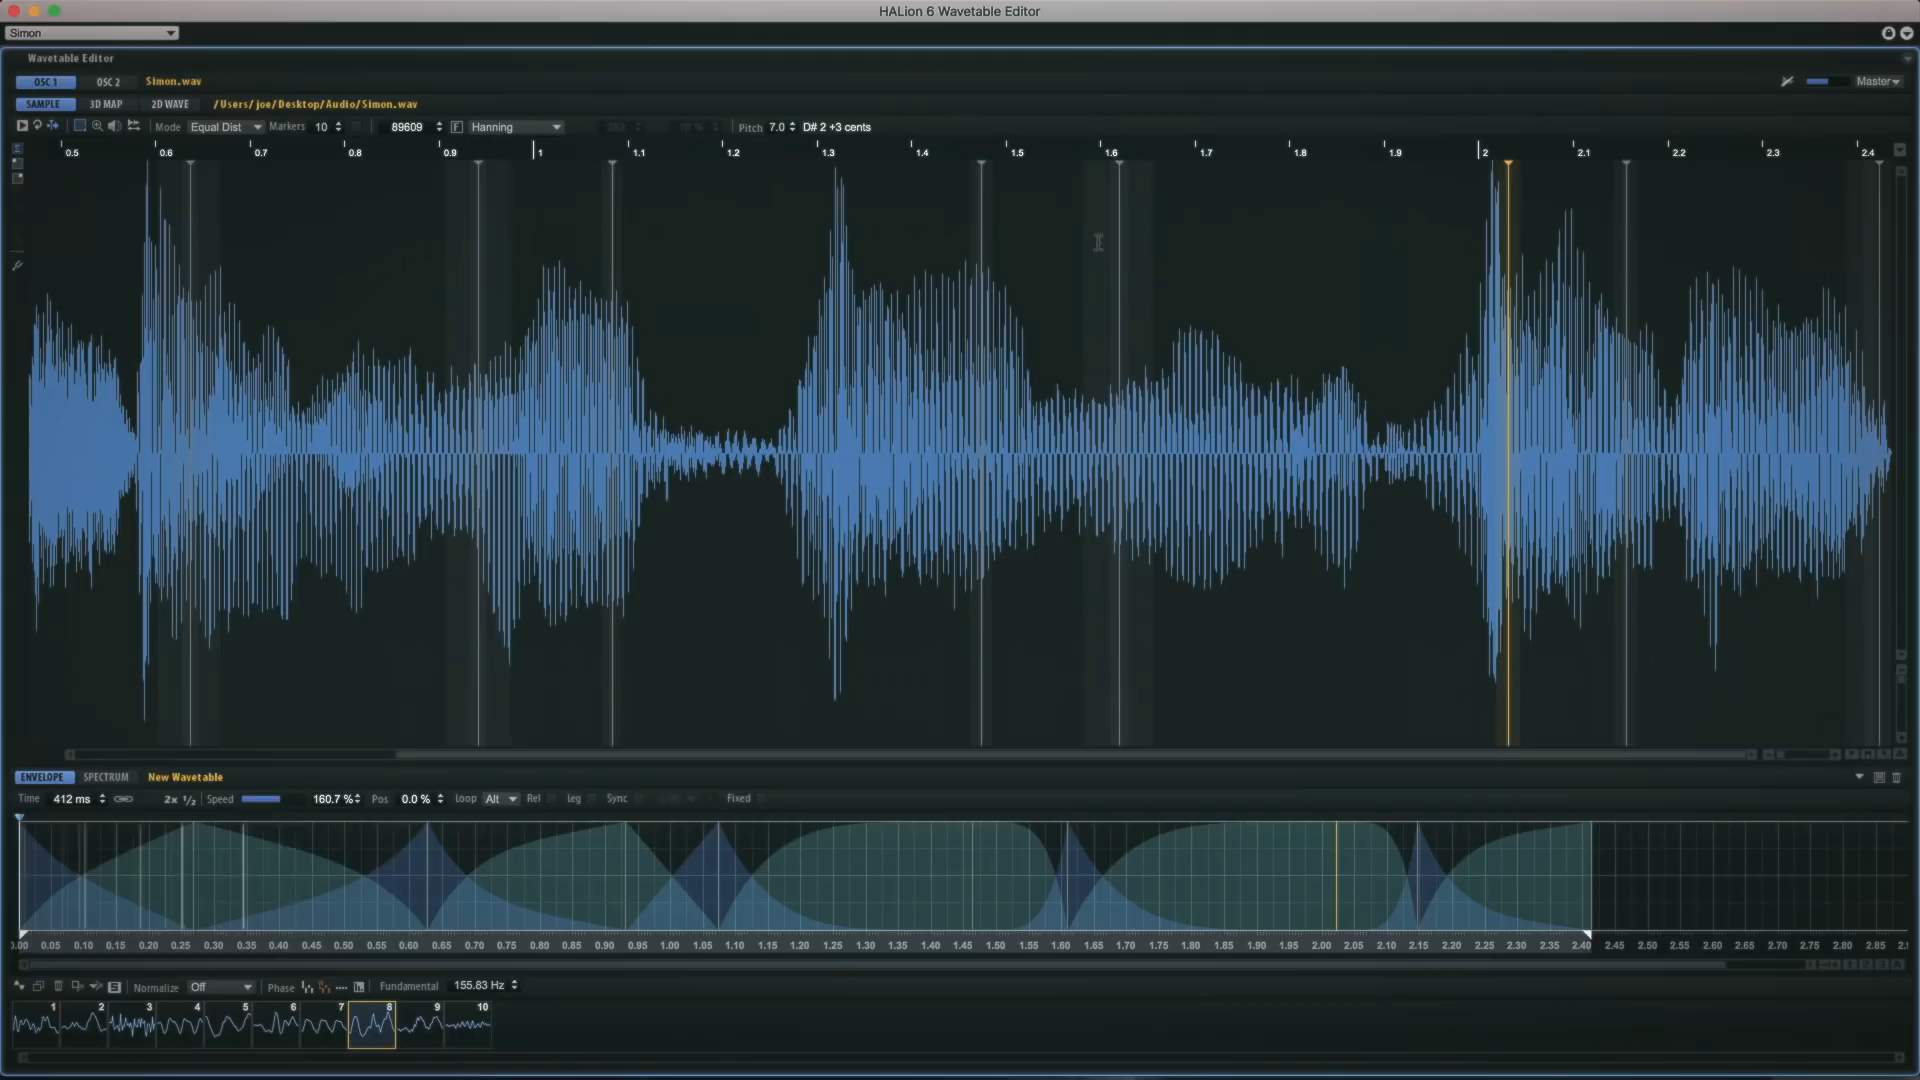 HALion 6 Wavetable Editor
Simon
Wavetable Editor
OSC 1 OSC 2 Simon.wav Master
SAMPLE 3D MAP 2D WAVE /Users/joe/Desktop/Audio/Simon.wav
Mode Equal Dist Markers 10 89609 F Hanning Pitch 7.0 D# 2 +3 cents
0.5 0.6 0.7 0.8 0.9 1 1.1 1.2 1.3 1.4 1.5 1.6 1.7 1.8 1.9 2 2.1 2.2 2.3 2.4
ENVELOPE SPECTRUM New Wavetable
Time 412 ms 2x 1/2 Speed 160.7 % Pos 0.0 % Loop Alt Rel Leg Sync Fixed
0.00 0.05 0.10 0.15 0.20 0.25 0.30 0.35 0.40 0.45 0.50 0.55 0.60 0.65 0.70 0.75 0.80 0.85 0.90 0.95 1.00 1.05 1.10 1.15 1.20 1.25 1.30 1.35 1.40 1.45 1.50 1.55 1.60 1.65 1.70 1.75 1.80 1.85 1.90 1.95 2.00 2.05 2.10 2.15 2.20 2.25 2.30 2.35 2.40 2.45 2.50 2.55 2.60 2.65 2.70 2.75 2.80 2.85
S Normalize Off Phase Fundamental 155.83 Hz
1 2 3 4 5 6 7 8 9 10